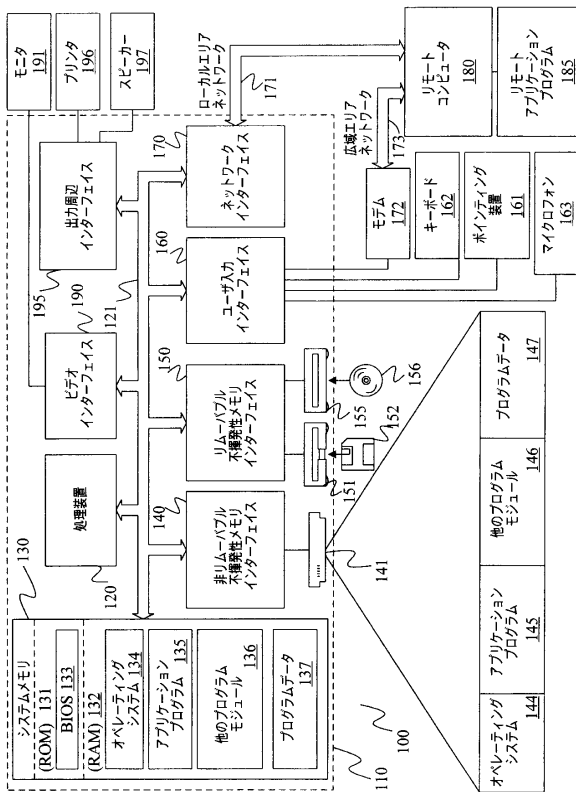 100
110
130
システムメモリ
(ROM) 131
BIOS 133
(RAM) 132
オペレーティング
システム 134
アプリケーション
プログラム 135
他のプログラム
モジュール 136
プログラムデータ
137
処理装置
120
ビデオ
インターフェイス
190
出力周辺
インターフェイス
195
121
モニタ
191
プリンタ
196
スピーカー
197
非リムーバブル
不揮発性メモリ
インターフェイス
140
リムーバブル
不揮発性メモリ
インターフェイス
150
ユーザ入力
インターフェイス
160
ネットワーク
インターフェイス
170
ローカルエリア
ネットワーク
171
広域エリア
ネットワーク
173
141
151
152
155
156
モデム
172
キーボード
162
ポインティング
装置 161
マイクロフォン
163
リモート
コンピュータ
180
リモート
アプリケーション
プログラム 185
オペレーティング
システム 144
アプリケーション
プログラム 145
他のプログラム
モジュール 146
プログラムデータ 147